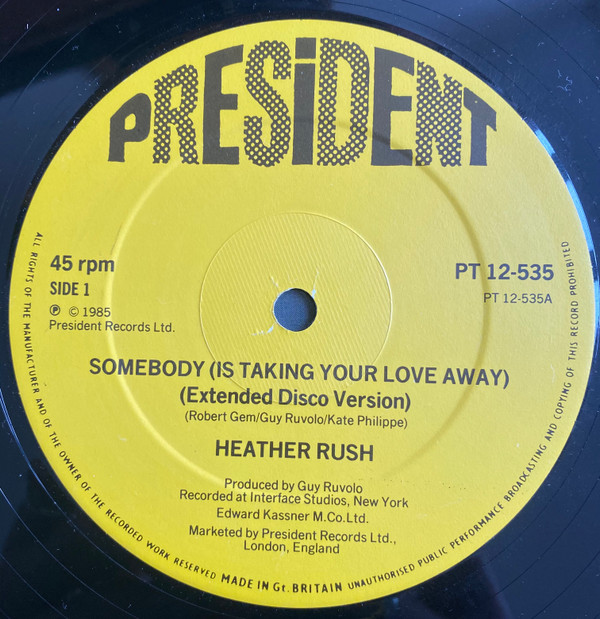 PRESiDENT
45 rpm
SIDE 1
Ⓟ © 1985
President Records Ltd.
PT 12-535
PT 12-535A
SOMEBODY (IS TAKING YOUR LOVE AWAY)
(Extended Disco Version)
(Robert Gem/Guy Ruvolo/Kate Philippe)
HEATHER RUSH
Produced by Guy Ruvolo
Recorded at Interface Studios, New York
Edward Kassner M.Co.Ltd.
Marketed by President Records Ltd.,
London, England
ALL RIGHTS OF THE MANUFACTURER AND OF THE OWNER OF THE RECORDED WORK RESERVED MADE IN Gt. BRITAIN UNAUTHORISED PUBLIC PERFORMANCE BROADCASTING AND COPYING OF THIS RECORD PROHIBITED